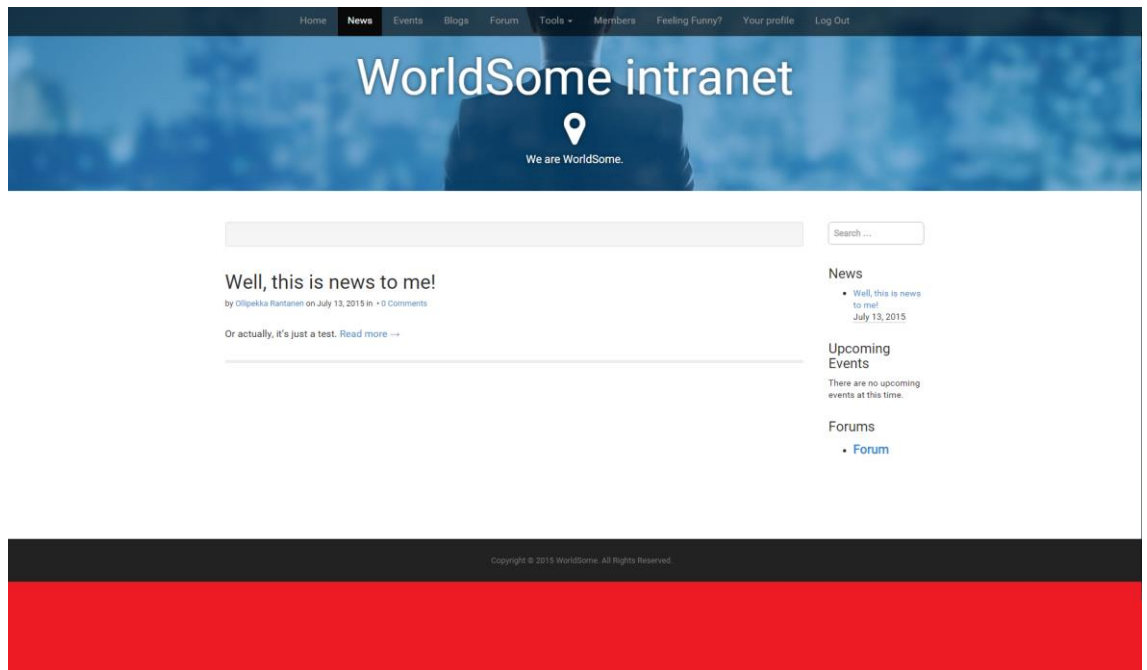 Home News Events Blogs Forum Tools Members Feeling Funny? Your profile Log Out
WorldSome intranet
We are WorldSome.
Well, this is news to me!
by Ollipekka Rantanen on July 13, 2015 in • 0 Comments
Or actually, it's just a test. Read more →
Search ...
News
• Well, this is news
to me!
July 13, 2015
Upcoming
Events
There are no upcoming
events at this time.
Forums
• Forum
Copyright © 2015 WorldSome. All Rights Reserved.